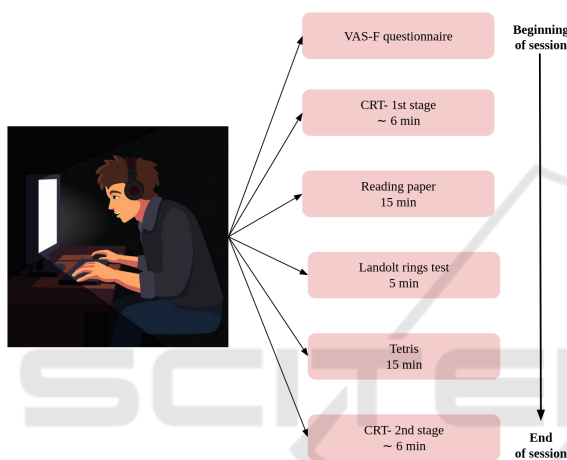 VAS-F questionnaire
Beginning
of session
CRT- 1st stage
∼ 6 min
Reading paper
15 min
Landolt rings test
5 min
Tetris
15 min
CRT- 2nd stage
∼ 6 min
End
of session
SCITE